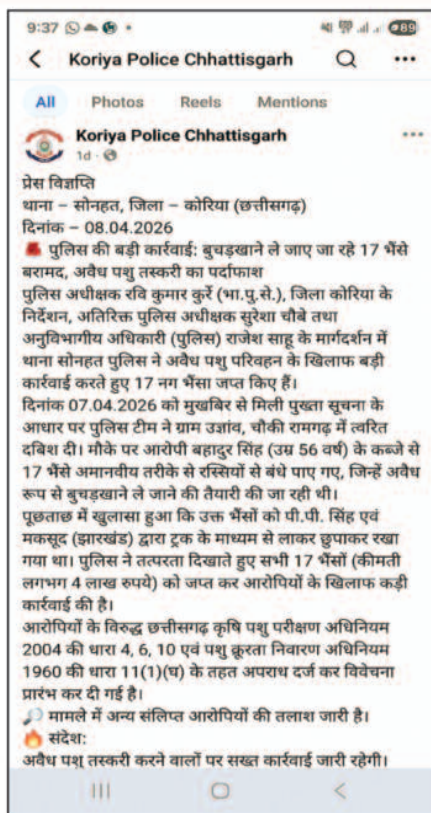 9:37
89
Koriya Police Chhattisgarh
All Photos Reels Mentions
Koriya Police Chhattisgarh
1d
प्रेस विज्ञप्ति
थाना – सोनहत, जिला – कोरिया (छत्तीसगढ़)
दिनांक – 08.04.2026
पुलिस की बड़ी कार्रवाई: बुचड़खाने ले जाए जा रहे 17 भैंसे
बरामद, अवैध पशु तस्करी का पर्दाफाश
पुलिस अधीक्षक रवि कुमार कुर्रे (भा.पु.से.), जिला कोरिया के
निर्देशन, अतिरिक्त पुलिस अधीक्षक सुरेशा चौबे तथा
अनुविभागीय अधिकारी (पुलिस) राजेश साहू के मार्गदर्शन में
थाना सोनहत पुलिस ने अवैध पशु परिवहन के खिलाफ बड़ी
कार्रवाई करते हुए 17 नग भैंसा जप्त किए हैं।
दिनांक 07.04.2026 को मुखबिर से मिली पुख्ता सूचना के
आधार पर पुलिस टीम ने ग्राम उज्ञांव, चौकी रामगढ़ में त्वरित
दबिश दी। मौके पर आरोपी बहादुर सिंह (उम्र 56 वर्ष) के कब्जे से
17 भैंसे अमानवीय तरीके से रस्सियों से बंधे पाए गए, जिन्हें अवैध
रूप से बुचड़खाने ले जाने की तैयारी की जा रही थी।
पूछताछ में खुलासा हुआ कि उक्त भैंसों को पी.पी. सिंह एवं
मकसूद (झारखंड) द्वारा ट्रक के माध्यम से लाकर छुपाकर रखा
गया था। पुलिस ने तत्परता दिखाते हुए सभी 17 भैंसों (कीमती
लगभग 4 लाख रुपये) को जप्त कर आरोपियों के खिलाफ कड़ी
कार्रवाई की है।
आरोपियों के विरुद्ध छत्तीसगढ़ कृषि पशु परीक्षण अधिनियम
2004 की धारा 4, 6, 10 एवं पशु क्रूरता निवारण अधिनियम
1960 की धारा 11(1)(घ) के तहत अपराध दर्ज कर विवेचना
प्रारंभ कर दी गई है।
मामले में अन्य संलिप्त आरोपियों की तलाश जारी है।
संदेश:
अवैध पशु तस्करी करने वालों पर सख्त कार्रवाई जारी रहेगी।